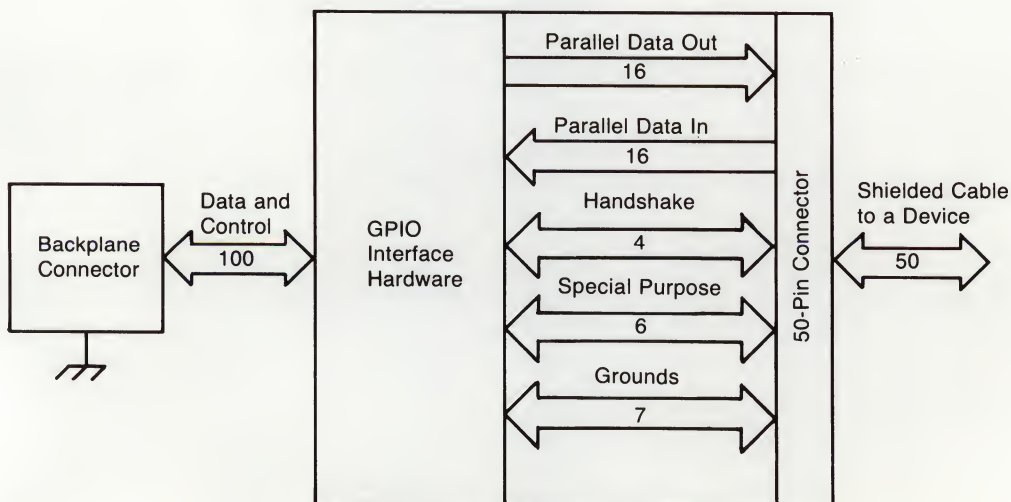 Parallel Data Out
16
Parallel Data In
16
Handshake
4
Special Purpose
6
Grounds
7
Backplane
Connector
Data and
Control
100
GPIO
Interface
Hardware
50-Pin Connector
Shielded Cable
to a Device
50